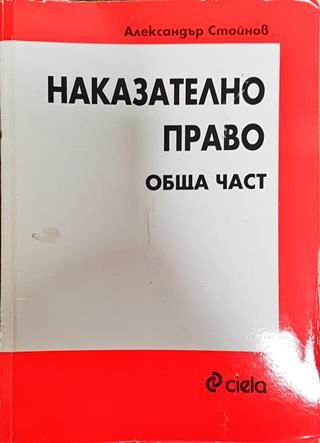 Александър Стойнов
НАКАЗАТЕЛНО
ПРАВО
ОБЩА ЧАСТ
ciela